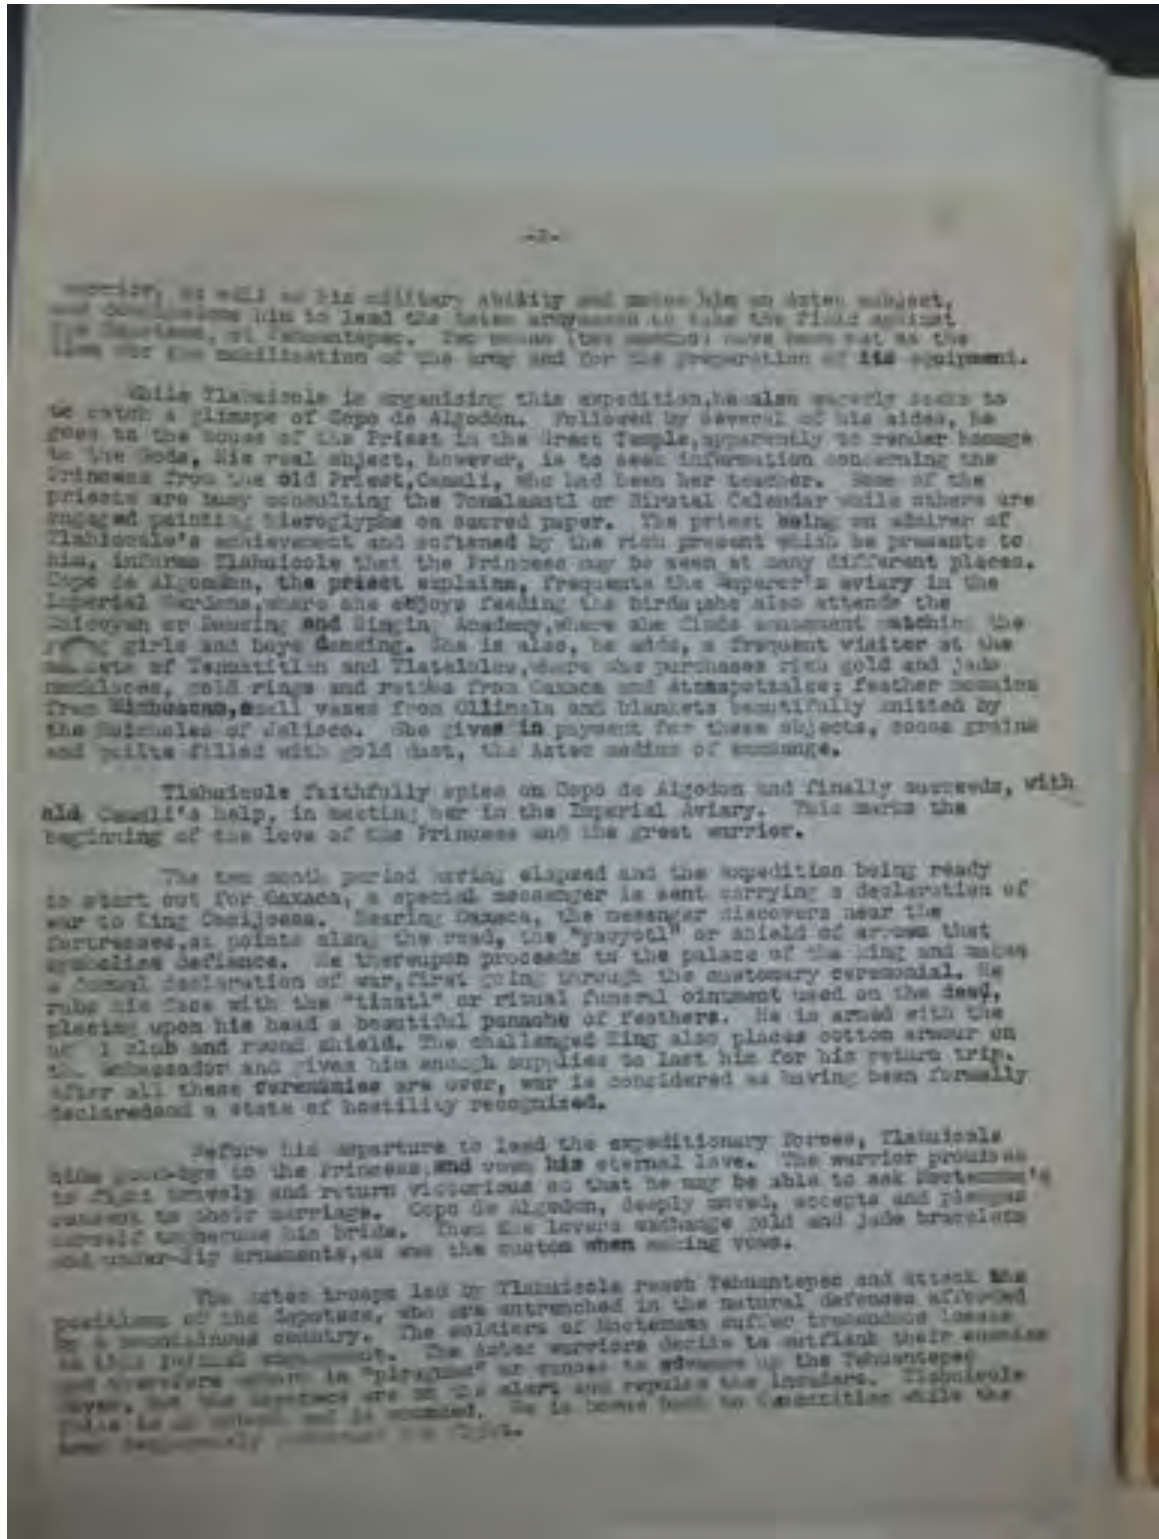 warrior, as well as his military ability and makes him an Aztec subject,
and commissions him to lead the Aztec army to take the field against
the Zapotecs, at Tehuantepec. Two moons (two months) have been set as the
time for the mobilization of the army and for the preparation of its equipment.
While Tlahuicole is organizing this expedition,he also eagerly seeks to
to catch a glimspe of Copo de Algodon. Followed by several of his aides, he
goes to the house of the Priest in the Great Temple,apparently to render homage
to the Gods, His real object, however, is to seek information concerning the
Princess from the old Priest,Camali, who had been her teacher. Some of the
priests are busy consulting the Tonalamatl or Rirutal Calendar while others are
engaged painting hieroglyphs on sacred paper. The priest being an admirer of
Tlahiocale's achievement and softened by the rich present which he presents to
him, informs Tlahuicole that the Princess may be seen at many different places.
Copo de Algondon, the priest explains, frequents the Emperer's aviary in the
Imperial Gardens,where she enjoys feeding the birds;she also attends the
or Dancing and Singing Academy,where she finds amusement watching the
young girls and boys dancing. She is also, he adds, a frequent visitor at the
markets of Tenuctitlan and Tlatelolco,where she purchases rich gold and jade
necklaces, gold rings and from Oaxaca and feather mosaics
from Michoacan,small vases from Olinala and blankets beautifully knitted by
the Huicholes of Jalisco. She gives in payment for these objects, cocoa grains
and quills filled with gold dust, the Aztec medium of exchange.
Tlahuicole faithfully spies on Copo de Algodon and finally succeeds, with
old Camali's help, in meeting her in the Imperial Aviary. This marks the
beginning of the love of the Princess and the great warrior.
The two month period having elapsed and the expedition being ready
to start out for Oaxaca, a special messenger is sent carrying a declaration of
war to King Cosijoesa. Nearing Oaxaca, the messenger discovers near the
fortresses,at points along the road, the "yaoyotl" or shield of arrows that
symbolize defiance. He thereupon proceeds to the palace of the King and makes
a formal declaration of war,first going through the customary ceremonial. He
rubs his face with the "tizatl" or ritual funeral ointment used on the dead,
placing upon his head a beautiful panache of feathers. He is armed with the
club and round shield. The challenged King also places cotton armour on
the ambassador and gives him enough supplies to last him for his return trip.
After all these ceremonies are over, war is considered as having been formally
declaredand a state of hostility recognized.
Before his departure to lead the expeditionary forces, Tlahuicole
bids good-bye to the Princess,and vows his eternal love. The warrior promises
to fight bravely and return victorious so that he may be able to ask Moctezuma's
consent to their marriage. Copo de Algodon, deeply moved, accepts and pledges
herself to become his bride. Then the lovers exchange gold and jade bracelets
and under-lip ornaments,as was the custom when making vows.
The Aztec troops led by Tlahuicole reach Tehuantepec and attack the
positions of the Zapotecs, who are entrenched in the natural defenses afforded
by a mountainous country. The soldiers of Moctezuma suffer tremendous losses
in this initial engagement. The Aztec warriors decide to outflank their enemies
and therefore embark in "piraguas" or canoes to advance up the Tehuantepec
but the Zapotecs are on the alert and repulse the invaders. Tlahuicole
is and is wounded. He is borne back to while the